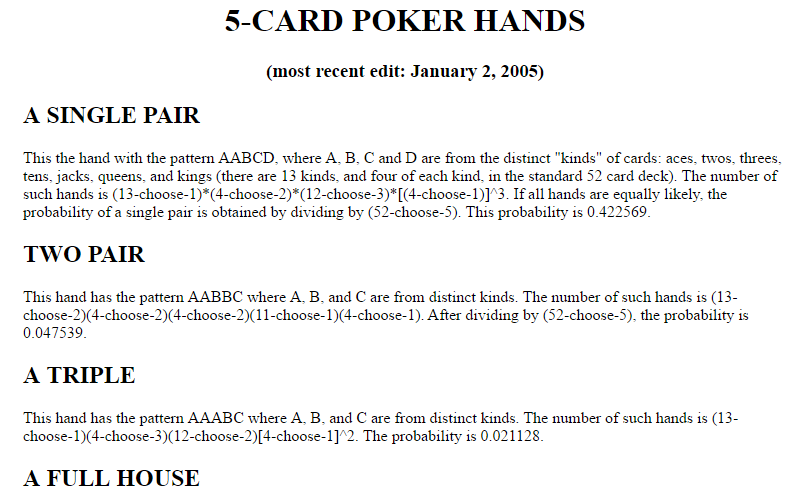 5-CARD POKER HANDS
(most recent edit: January 2, 2005)
A SINGLE PAIR
This the hand with the pattern AABCD, where A, B, C and D are from the distinct "kinds" of cards: aces, twos, threes,
tens, jacks, queens, and kings (there are 13 kinds, and four of each kind, in the standard 52 card deck). The number of
such hands is (13-choose-1)*(4-choose-2)*(12-choose-3)*[(4-choose-1)]^3. If all hands are equally likely, the
probability of a single pair is obtained by dividing by (52-choose-5). This probability is 0.422569.
TWO PAIR
This hand has the pattern AABBC where A, B, and C are from distinct kinds. The number of such hands is (13-
choose-2)(4-choose-2)(4-choose-2)(11-choose-1)(4-choose-1). After dividing by (52-choose-5), the probability is
0.047539.
A TRIPLE
This hand has the pattern AAABC where A, B, and C are from distinct kinds. The number of such hands is (13-
choose-1)(4-choose-3)(12-choose-2)[4-choose-1]^2. The probability is 0.021128.
A FULL HOUSE